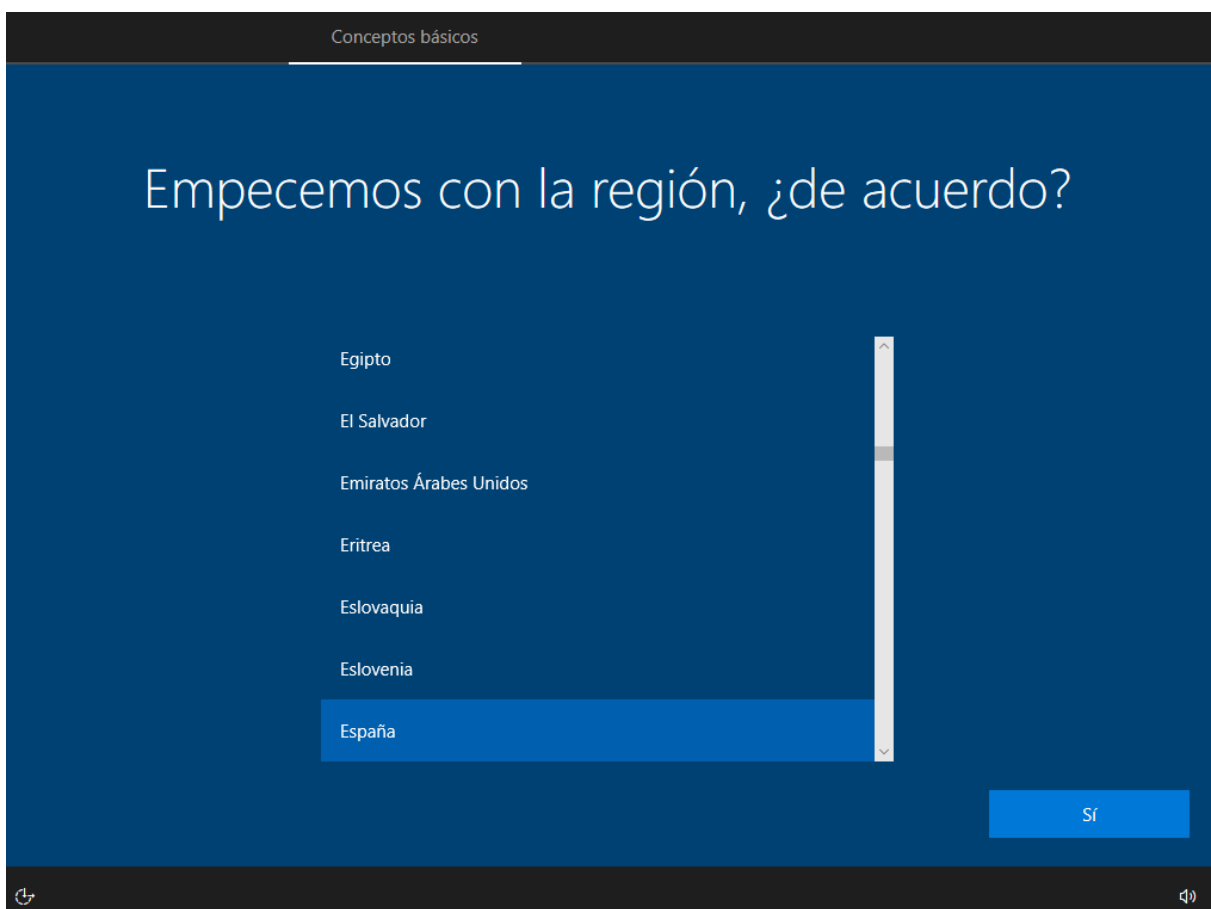 Conceptos básicos
Empecemos con la región, ¿de acuerdo?
Egipto
El Salvador
Emiratos Árabes Unidos
Eritrea
Eslovaquia
Eslovenia
España
Sí